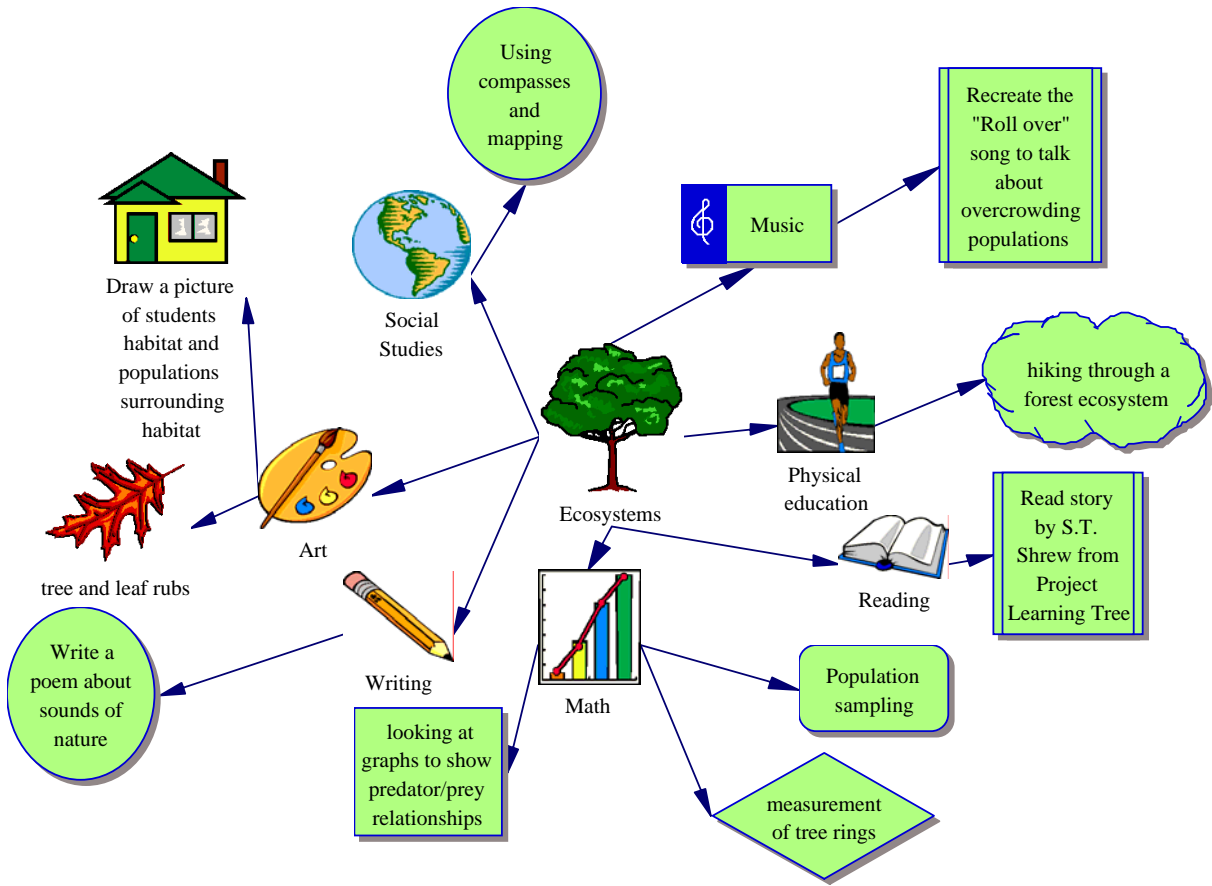 Using
compasses
and
mapping
Recreate the
"Roll over"
song to talk
about
overcrowding
populations
Music
Draw a picture
of students
habitat and
populations
surrounding
habitat
Social
Studies
hiking through a
forest ecosystem
Physical
education
Ecosystems
Art
tree and leaf rubs
Read story
by S.T.
Shrew from
Project
Learning Tree
Reading
Write a
poem about
sounds of
nature
Writing
Math
Population
sampling
looking at
graphs to show
predator/prey
relationships
measurement
of tree rings